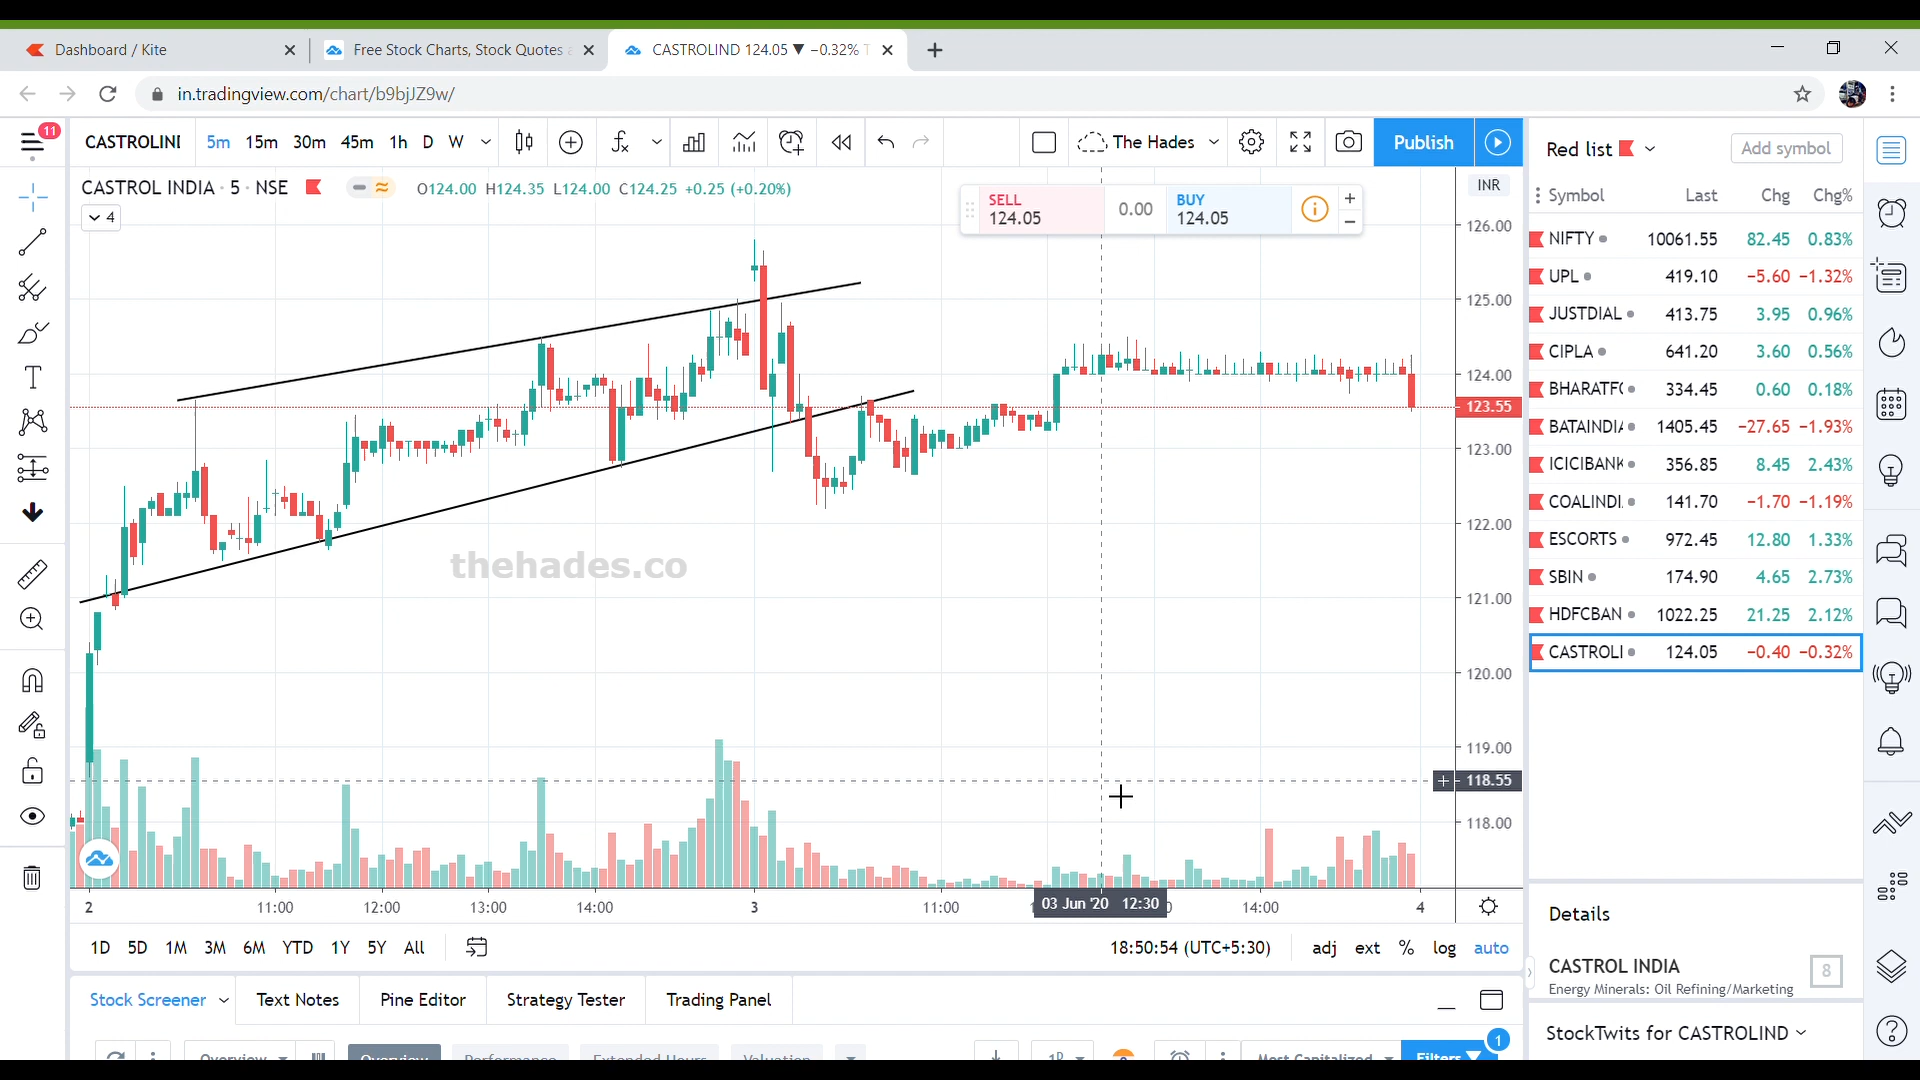 Dashboard / Kite
Free Stock Charts, Stock Quotes
CASTROLIND 124.05 ▼ −0.32%
in.tradingview.com/chart/b9bjJZ9w/
11
CASTROLINI 5m 15m 30m 45m 1h D W
The Hades
Publish
CASTROL INDIA · 5 · NSE
O124.00 H124.35 L124.00 C124.25 +0.25 (+0.20%)
4
SELL
124.05
0.00
BUY
124.05
INR
126.00
125.00
124.00
123.55
123.00
122.00
121.00
120.00
119.00
118.55
118.00
thehades.co
2 11:00 12:00 13:00 14:00 3 11:00 03 Jun '20 12:30 14:00 4
1D 5D 1M 3M 6M YTD 1Y 5Y All
18:50:54 (UTC+5:30) adj ext % log auto
Stock Screener Text Notes Pine Editor Strategy Tester Trading Panel
Overview Overview Performance Extended Hours Valuation
Most Capitalized Filters 1
Red list
Add symbol
Symbol Last Chg Chg%
NIFTY 10061.55 82.45 0.83%
UPL 419.10 −5.60 −1.32%
JUSTDIAL 413.75 3.95 0.96%
CIPLA 641.20 3.60 0.56%
BHARATFC 334.45 0.60 0.18%
BATAINDIA 1405.45 −27.65 −1.93%
ICICIBANK 356.85 8.45 2.43%
COALINDI. 141.70 −1.70 −1.19%
ESCORTS 972.45 12.80 1.33%
SBIN 174.90 4.65 2.73%
HDFCBAN 1022.25 21.25 2.12%
CASTROLI 124.05 −0.40 −0.32%
Details
CASTROL INDIA
8
Energy Minerals: Oil Refining/Marketing
StockTwits for CASTROLIND